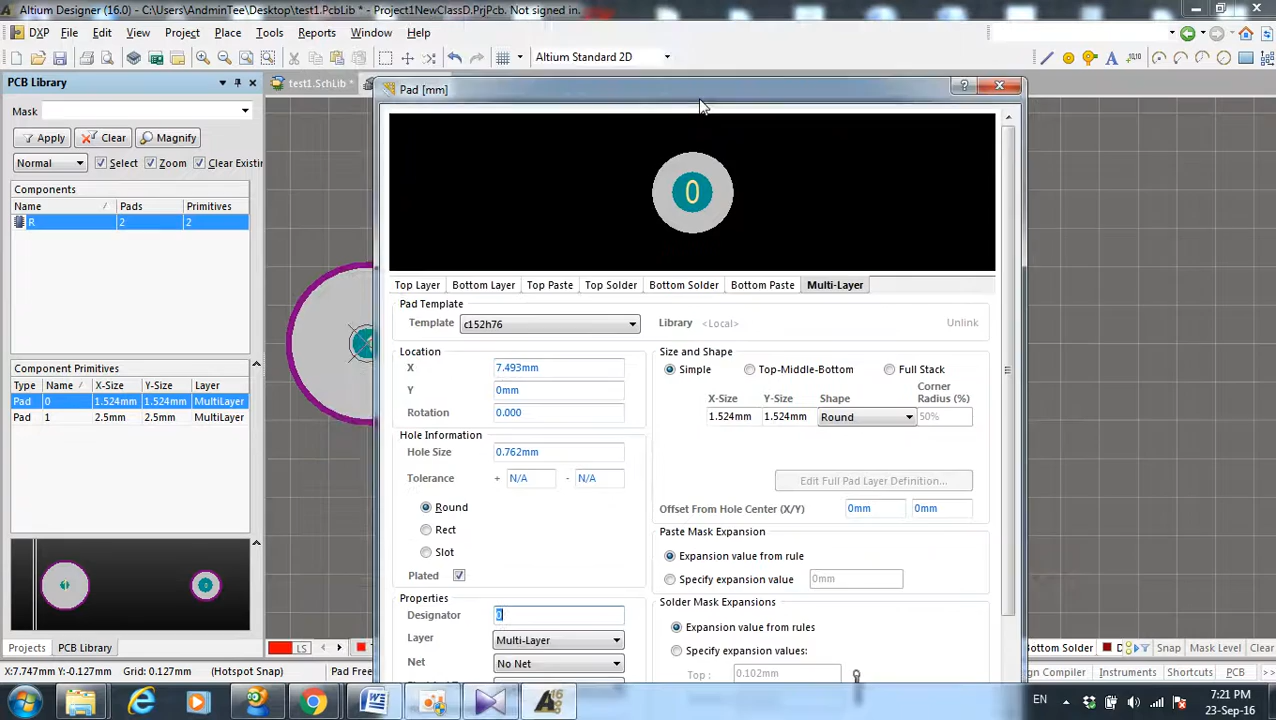 Altium Designer (16.0) - C:\Users\AndminTee\Desktop\test1.PcbLib * - Project1NewClassD.PrjPcb. Not signed in.
DXP File Edit View Project Place Tools Reports Window Help
Altium Standard 2D
PCB Library
test1.SchLib *
Pad [mm]
Mask
Apply Clear Magnify
Normal Select Zoom Clear Existin
Components
Name Pads Primitives
R 2 2
0
Top Layer Bottom Layer Top Paste Top Solder Bottom Solder Bottom Paste Multi-Layer
Pad Template
Template c152h76 Library <Local> Unlink
Location
X 7.493mm
Y 0mm
Rotation 0.000
Hole Information
Hole Size 0.762mm
Tolerance + N/A - N/A
Round
Rect
Slot
Plated
Properties
Designator 0
Layer Multi-Layer
Net No Net
Size and Shape
Simple Top-Middle-Bottom Full Stack
X-Size Y-Size Shape Corner Radius (%)
1.524mm 1.524mm Round 50%
Edit Full Pad Layer Definition...
Offset From Hole Center (X/Y) 0mm 0mm
Paste Mask Expansion
Expansion value from rule
Specify expansion value 0mm
Solder Mask Expansions
Expansion value from rules
Specify expansion values:
Top : 0.102mm
Component Primitives
Type Name X-Size Y-Size Layer
Pad 0 1.524mm 1.524mm MultiLayer
Pad 1 2.5mm 2.5mm MultiLayer
Projects PCB Library
LS
Bottom Solder Snap Mask Level Clear
X:7.747mm Y:-0.127mm Grid: 0.127mm (Hotspot Snap) Pad Free
Instruments Shortcuts PCB
EN
7:21 PM
23-Sep-16